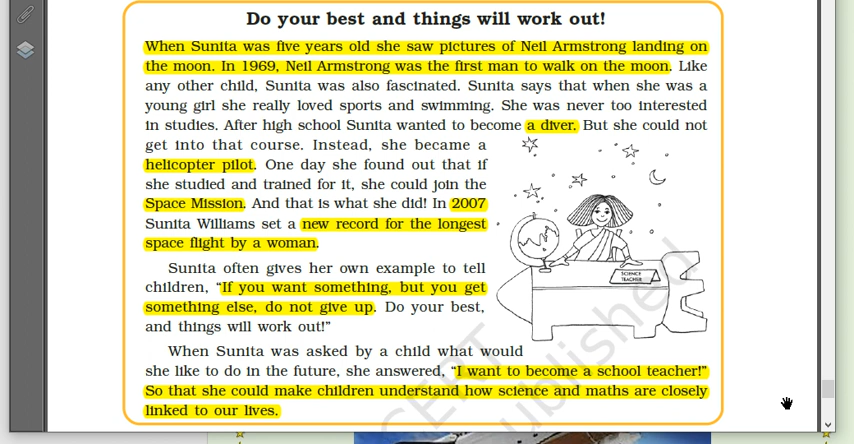 Do your best and things will work out!
When Sunita was five years old she saw pictures of Neil Armstrong landing on
the moon. In 1969, Neil Armstrong was the first man to walk on the moon. Like
any other child, Sunita was also fascinated. Sunita says that when she was a
young girl she really loved sports and swimming. She was never too interested
in studies. After high school Sunita wanted to become a diver. But she could not
get into that course. Instead, she became a
helicopter pilot. One day she found out that if
she studied and trained for it, she could join the
Space Mission. And that is what she did! In 2007
Sunita Williams set a new record for the longest
space flight by a woman.
Sunita often gives her own example to tell
children, “If you want something, but you get
something else, do not give up. Do your best,
and things will work out!”
When Sunita was asked by a child what would
she like to do in the future, she answered, “I want to become a school teacher!”
So that she could make children understand how science and maths are closely
linked to our lives.
SCIENCE
TEACHER